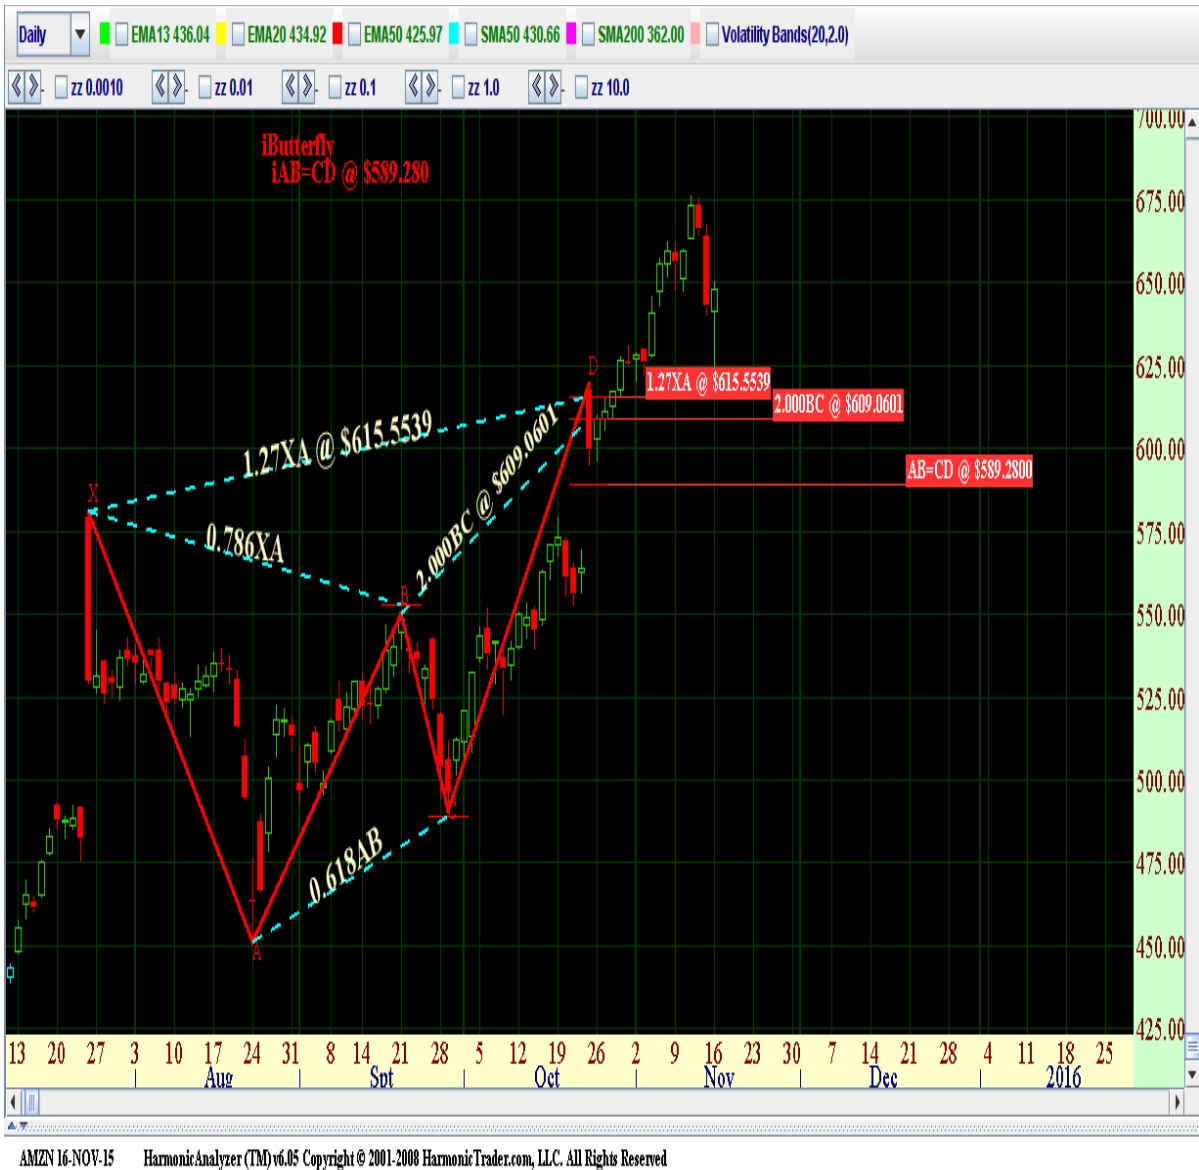 Daily EMA13 436.04 EMA20 434.92 EMA50 425.97 SMA50 430.66 SMA200 362.00 Volatility Bands(20,2.0)
zz 0.0010 zz 0.01 zz 0.1 zz 1.0 zz 10.0
700.00
iButterfly
iAB=CD @ $589.280
675.00
650.00
625.00
D
1.27XA @ $615.5539
2.000BC @ $609.0601
1.27XA @ $615.5539
600.00
AB=CD @ $589.2800
2.000BC @ $609.0601
X
575.00
0.786XA
B
550.00
525.00
500.00
0.618AB
475.00
A
450.00
425.00
13 20 27 3 10 17 24 31 8 14 21 28 5 12 19 26 2 9 16 23 30 7 14 21 28 4 11 18 25
Aug Spt Oct Nov Dec 2016
AMZN 16-NOV-15 HarmonicAnalyzer (TM) v6.05 Copyright © 2001-2008 HarmonicTrader.com, LLC. All Rights Reserved